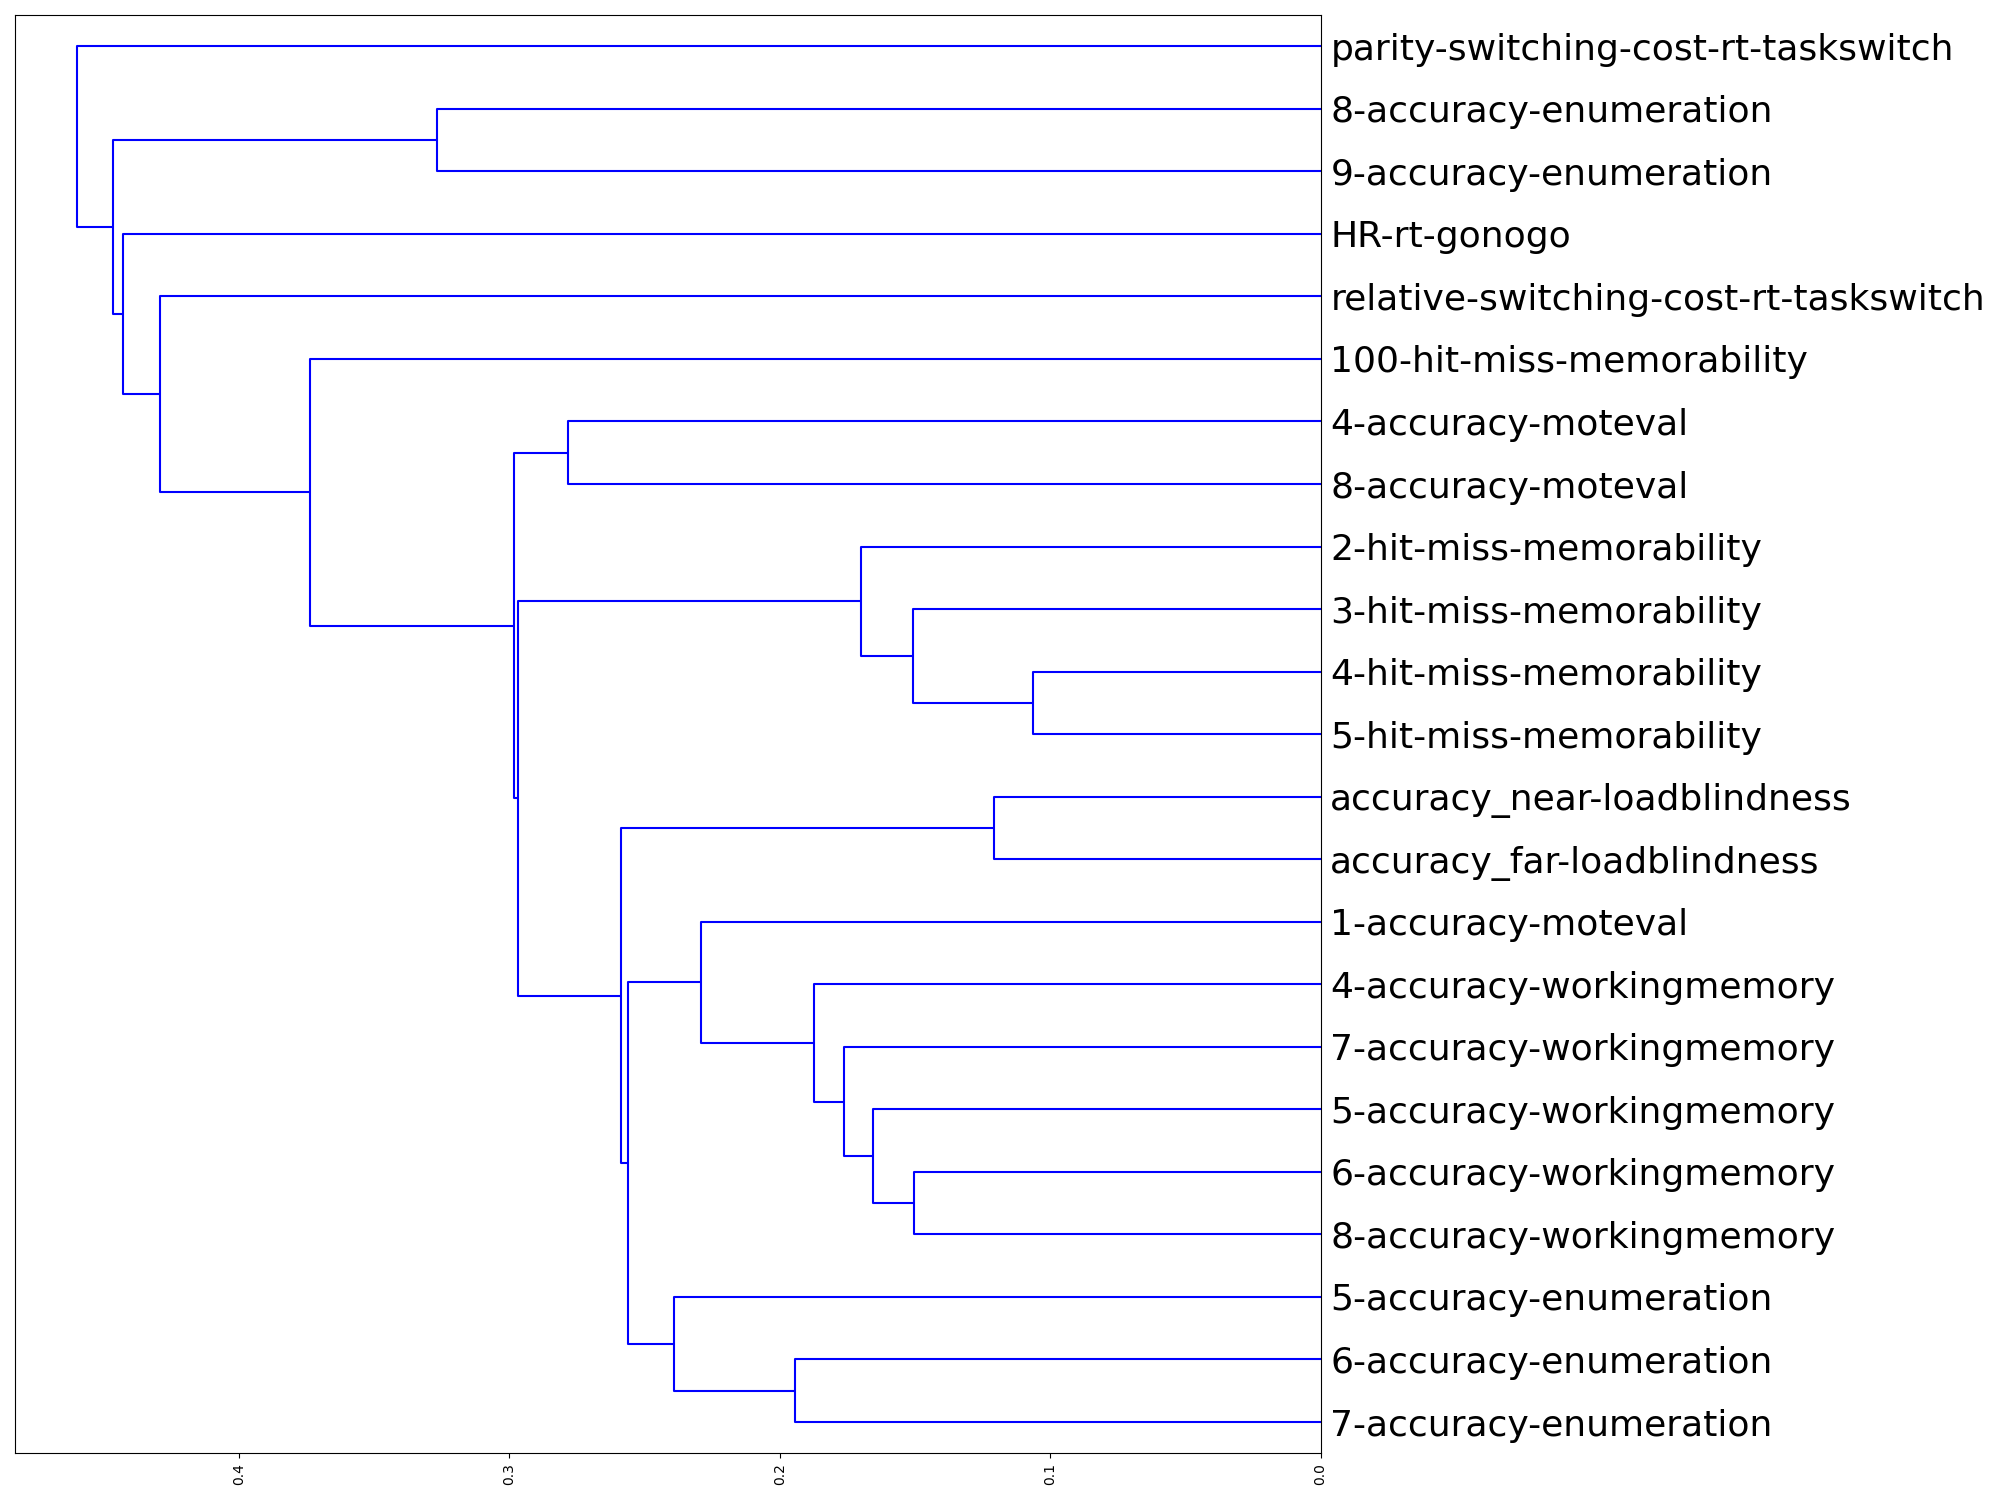 parity-switching-cost-rt-taskswitch
8-accuracy-enumeration
9-accuracy-enumeration
HR-rt-gonogo
relative-switching-cost-rt-taskswitch
100-hit-miss-memorability
4-accuracy-moteval
8-accuracy-moteval
2-hit-miss-memorability
3-hit-miss-memorability
4-hit-miss-memorability
5-hit-miss-memorability
accuracy_near-loadblindness
accuracy_far-loadblindness
1-accuracy-moteval
4-accuracy-workingmemory
7-accuracy-workingmemory
5-accuracy-workingmemory
6-accuracy-workingmemory
8-accuracy-workingmemory
5-accuracy-enumeration
6-accuracy-enumeration
7-accuracy-enumeration
0.4
0.3
0.2
0.1
0.0